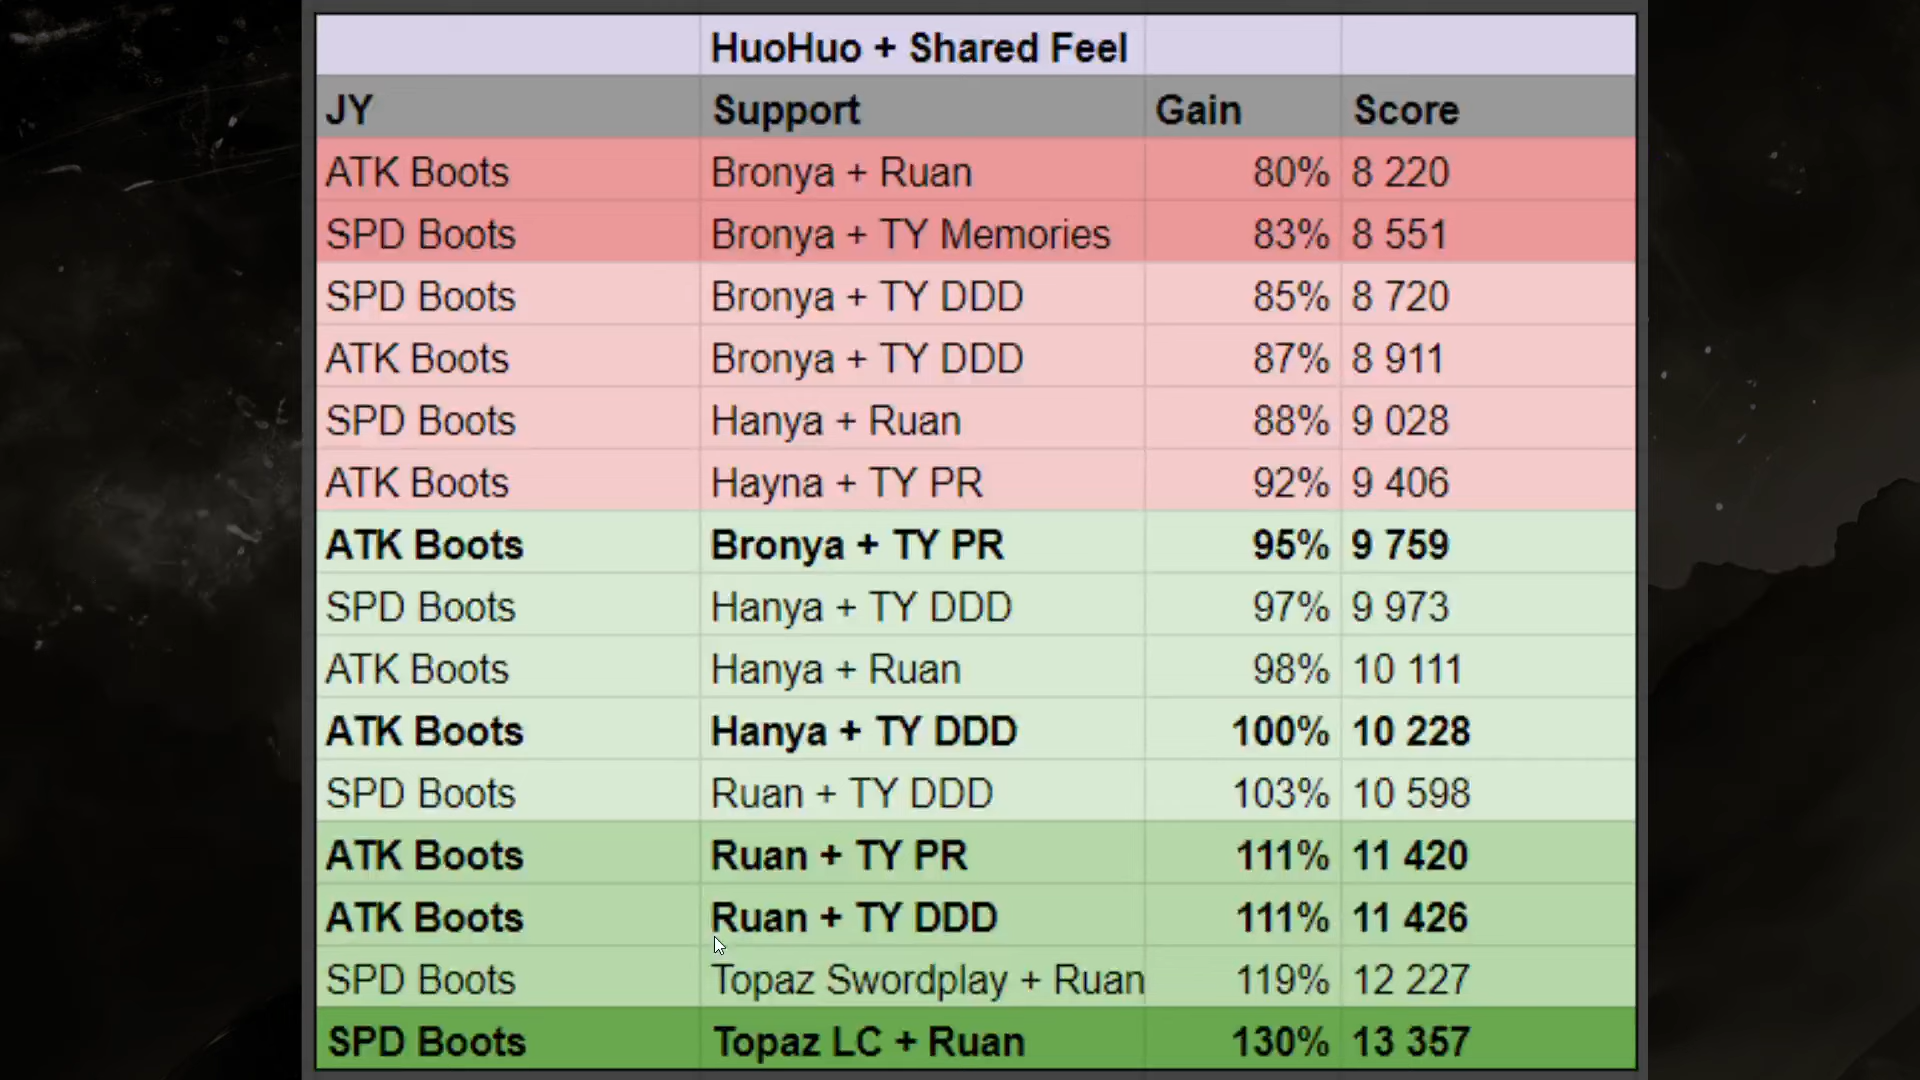 HuoHuo + Shared Feel
JY Support Gain Score
ATK Boots Bronya + Ruan 80% 8 220
SPD Boots Bronya + TY Memories 83% 8 551
SPD Boots Bronya + TY DDD 85% 8 720
ATK Boots Bronya + TY DDD 87% 8 911
SPD Boots Hanya + Ruan 88% 9 028
ATK Boots Hayna + TY PR 92% 9 406
ATK Boots Bronya + TY PR 95% 9 759
SPD Boots Hanya + TY DDD 97% 9 973
ATK Boots Hanya + Ruan 98% 10 111
ATK Boots Hanya + TY DDD 100% 10 228
SPD Boots Ruan + TY DDD 103% 10 598
ATK Boots Ruan + TY PR 111% 11 420
ATK Boots Ruan + TY DDD 111% 11 426
SPD Boots Topaz Swordplay + Ruan 119% 12 227
SPD Boots Topaz LC + Ruan 130% 13 357